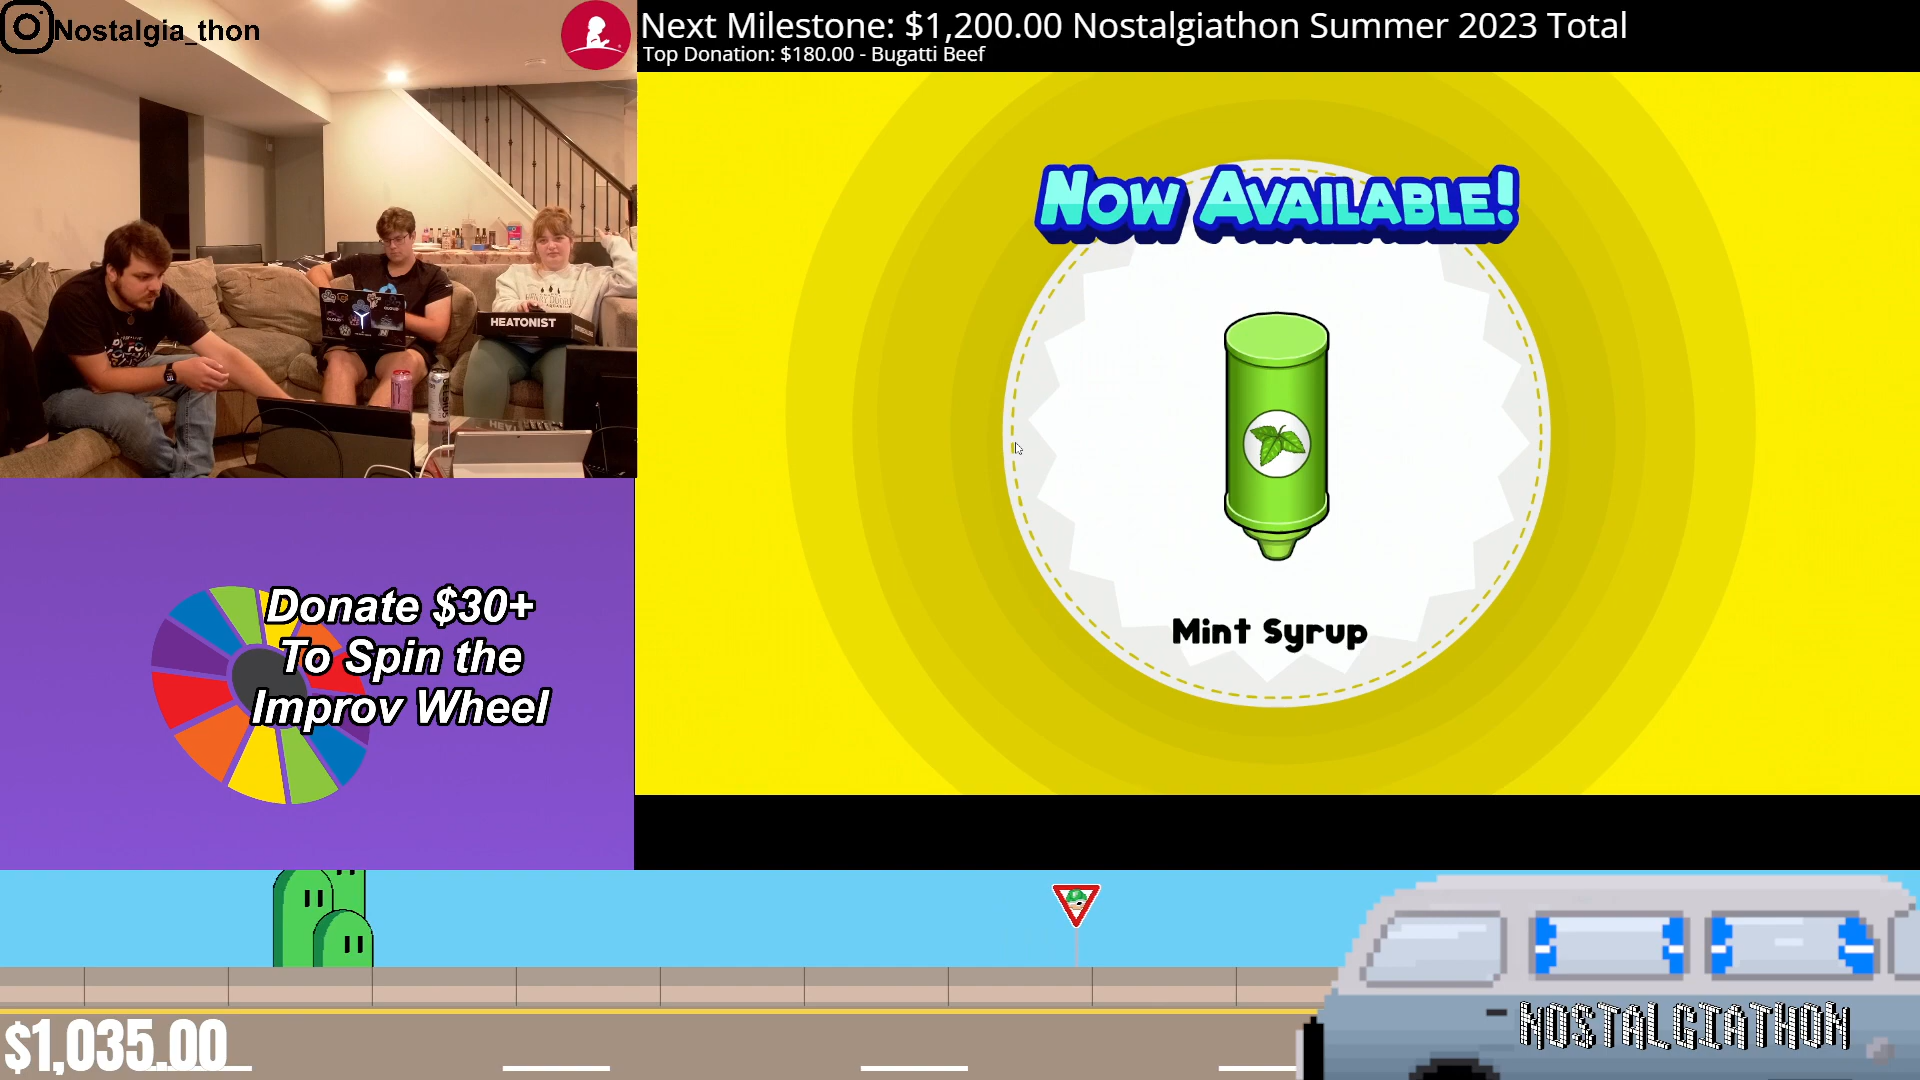 Nostalgia_thon
Next Milestone: $1,200.00 Nostalgiathon Summer 2023 Total
Top Donation: $180.00 - Bugatti Beef
Now Available!
HEATONIST
Mint Syrup
Donate $30+
To Spin the
Improv Wheel
NOSTALGIATHON
$1,035.00